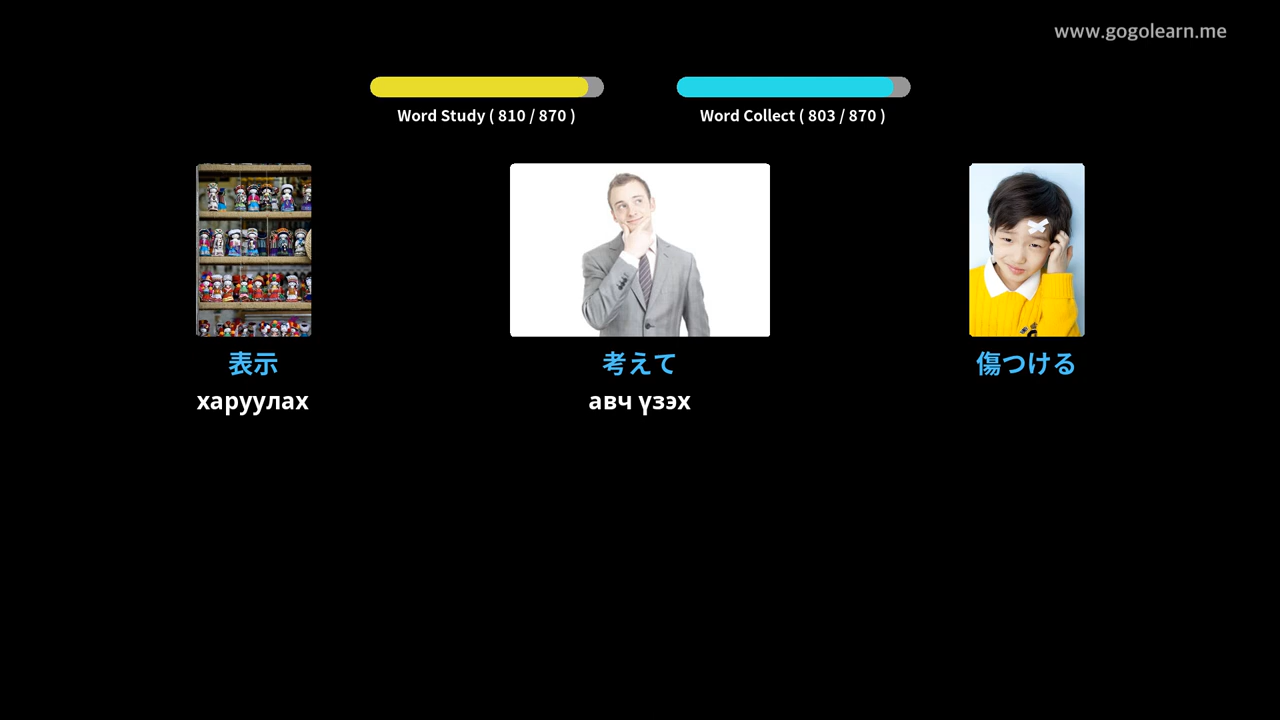 www.gogolearn.me
Word Study ( 810 / 870 )
Word Collect ( 803 / 870 )
表示
考えて
傷つける
харуулах
авч үзэх